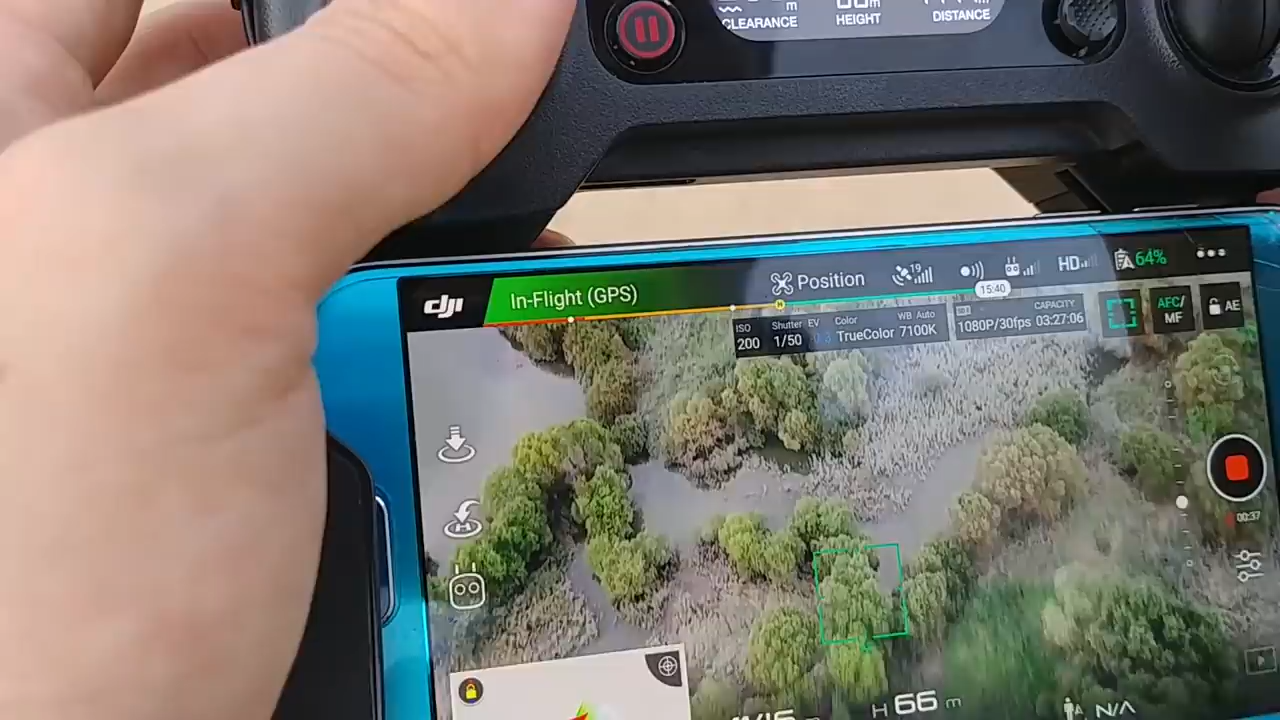 CLEARANCE
HEIGHT
DISTANCE
dji
In-Flight (GPS)
Position
19
HD
64%
15:40
ISO
200
Shutter
1/50
EV
Color
TrueColor
WB Auto
7100K
1080P/30fps
CAPACITY
03:27:06
AFC/
MF
AE
00:37
H 66 m
N/A